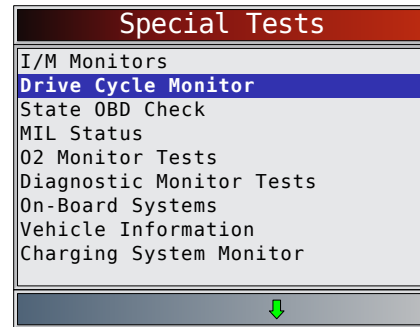 Special Tests
I/M Monitors
Drive Cycle Monitor
State OBD Check
MIL Status
O2 Monitor Tests
Diagnostic Monitor Tests
On-Board Systems
Vehicle Information
Charging System Monitor